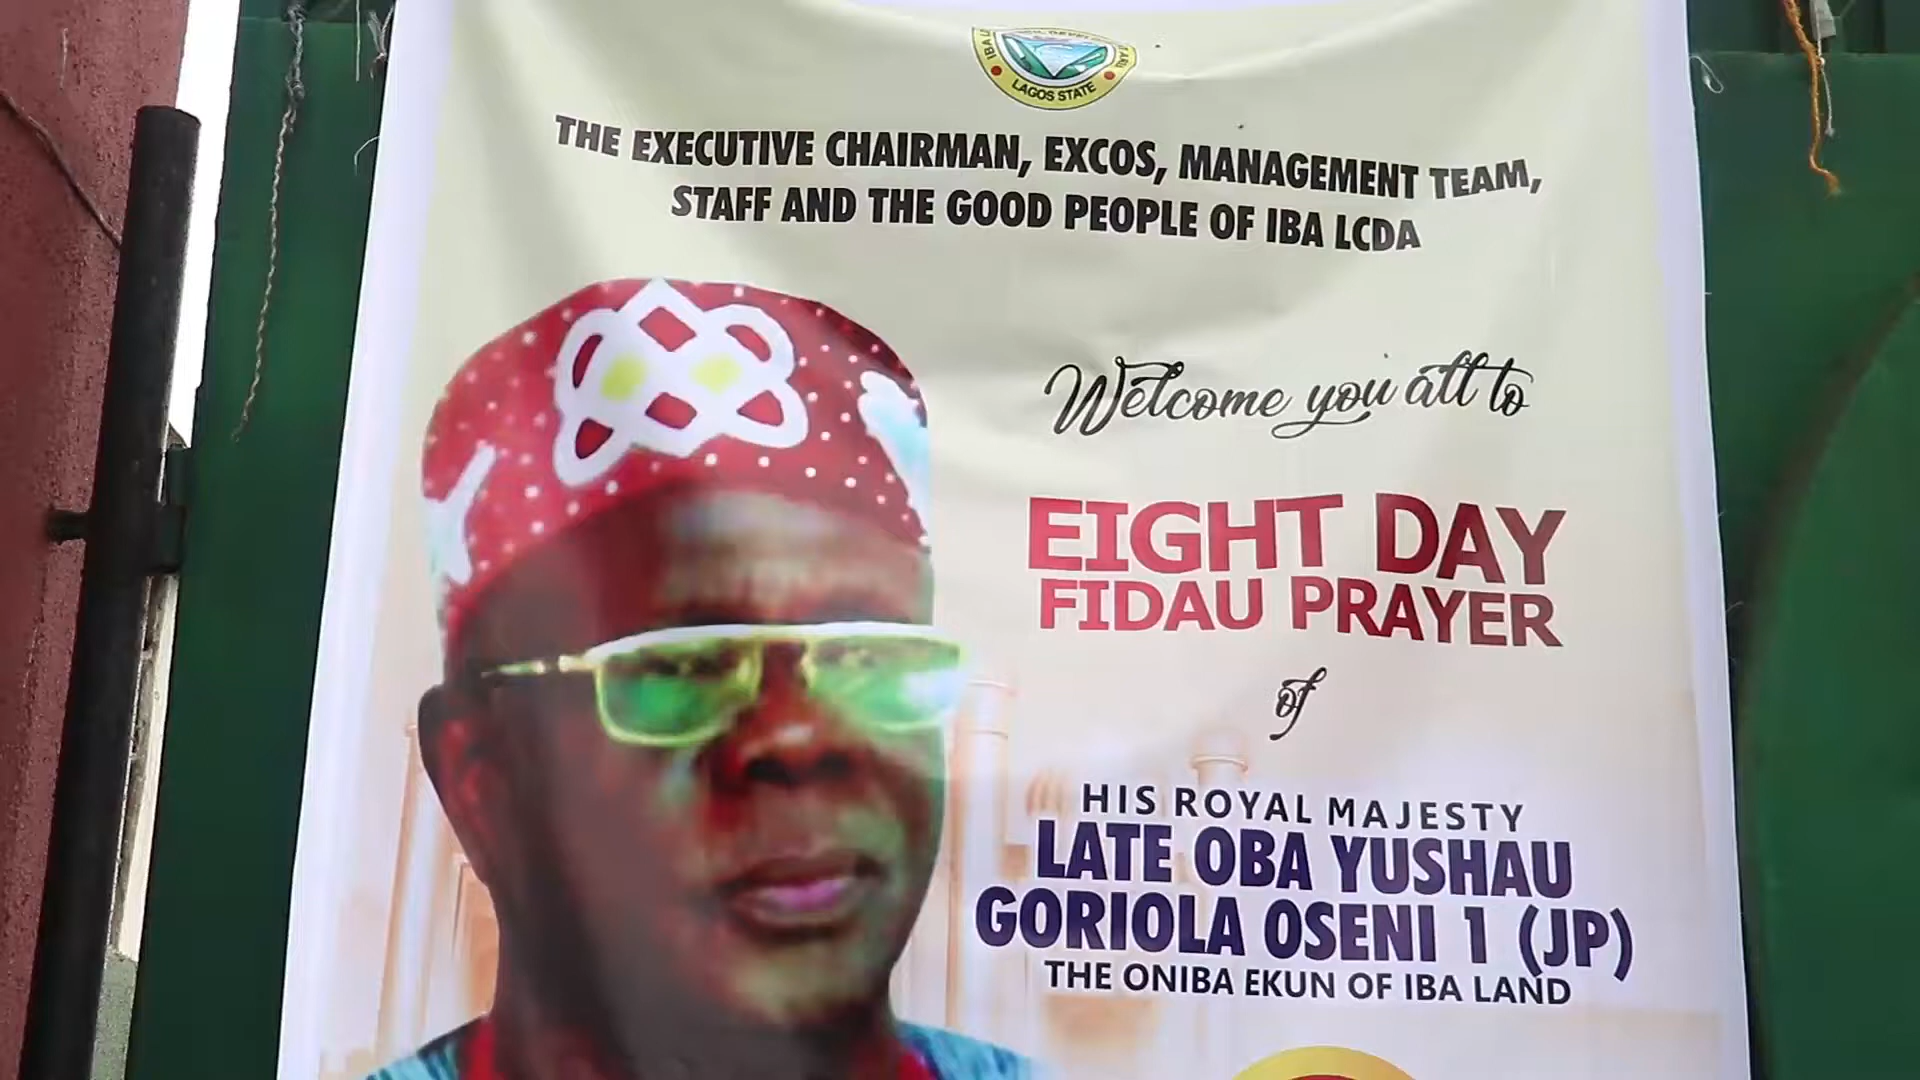 LAGOS STATE
THE EXECUTIVE CHAIRMAN, EXCOS, MANAGEMENT TEAM,
STAFF AND THE GOOD PEOPLE OF IBA LCDA
Welcome you all to
EIGHT DAY
FIDAU PRAYER
of
HIS ROYAL MAJESTY
LATE OBA YUSHAU
GORIOLA OSENI 1 (JP)
THE ONIBA EKUN OF IBA LAND